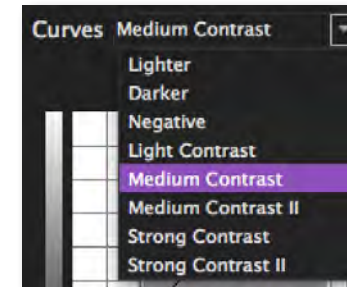 Curves Medium Contrast
Lighter
Darker
Negative
Light Contrast
Medium Contrast
Medium Contrast II
Strong Contrast
Strong Contrast II